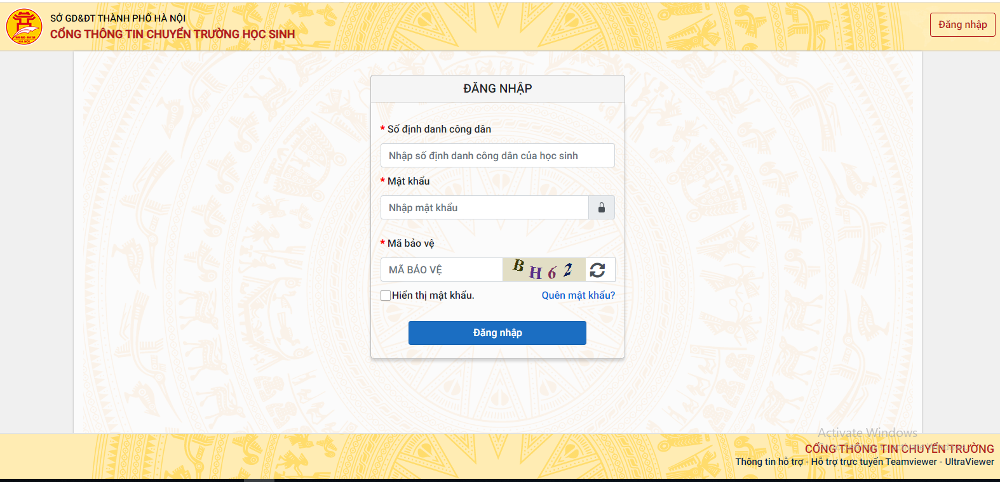 SỞ GD&ĐT THÀNH PHỐ HÀ NỘI
CỔNG THÔNG TIN CHUYỂN TRƯỜNG HỌC SINH
Đăng nhập
HÀ NỘI
ĐĂNG NHẬP
* Số định danh công dân
Nhập số định danh công dân của học sinh
* Mật khẩu
Nhập mật khẩu
* Mã bảo vệ
MÃ BẢO VỆ
BH62
Hiển thị mật khẩu.
Quên mật khẩu?
Đăng nhập
Activate Windows
CỔNG THÔNG TIN CHUYỂN TRƯỜNG
Thông tin hỗ trợ - Hỗ trợ trực tuyến Teamviewer - UltraViewer